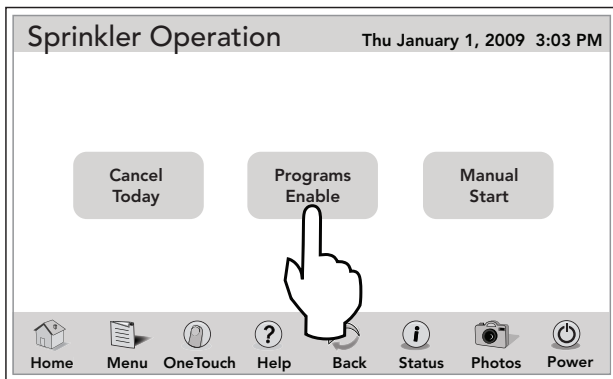 Sprinkler Operation
Thu January 1, 2009 3:03 PM
Cancel
Today
Programs
Enable
Manual
Start
Home Menu OneTouch Help Back Status Photos Power